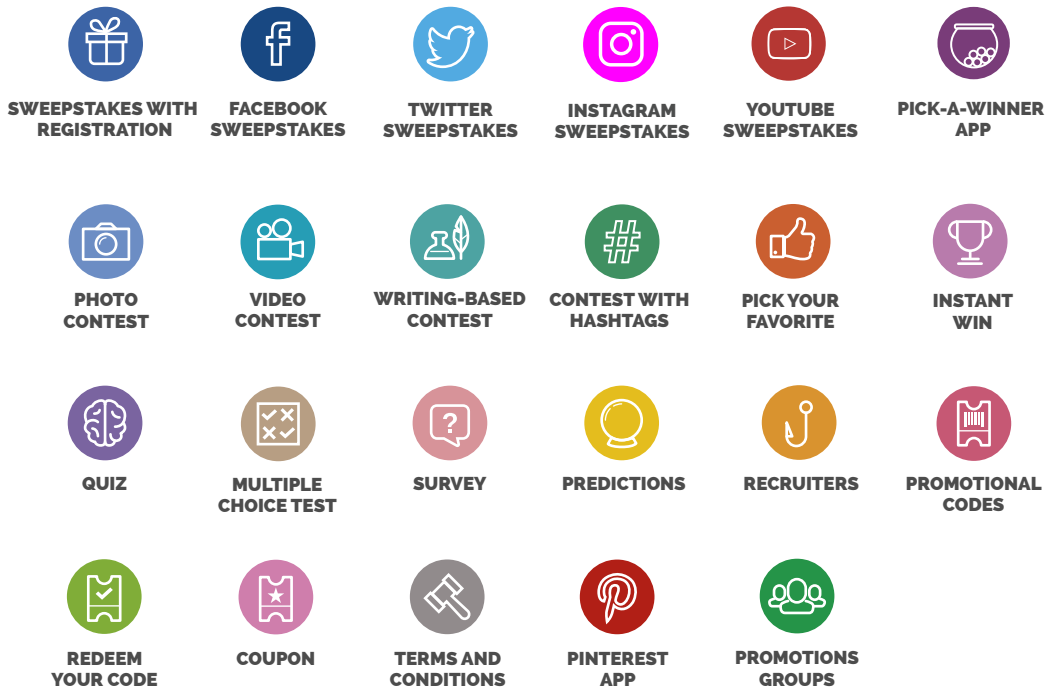 SWEEPSTAKES WITH
REGISTRATION
FACEBOOK
SWEEPSTAKES
TWITTER
SWEEPSTAKES
INSTAGRAM
SWEEPSTAKES
YOUTUBE
SWEEPSTAKES
PICK-A-WINNER
APP
PHOTO
CONTEST
VIDEO
CONTEST
WRITING-BASED
CONTEST
CONTEST WITH
HASHTAGS
PICK YOUR
FAVORITE
INSTANT
WIN
QUIZ
MULTIPLE
CHOICE TEST
SURVEY
PREDICTIONS
RECRUITERS
PROMOTIONAL
CODES
REDEEM
YOUR CODE
COUPON
TERMS AND
CONDITIONS
PINTEREST
APP
PROMOTIONS
GROUPS